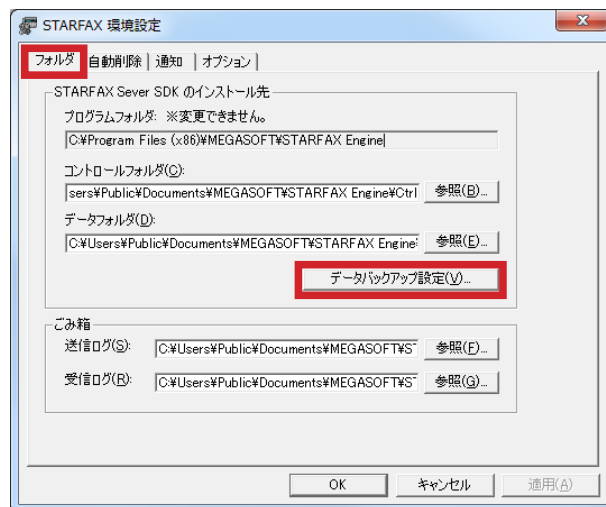 STARFAX 環境設定
フォルダ 自動削除 通知 オプション
STARFAX Sever SDK のインストール先
プログラムフォルダ: ※変更できません。
C:¥Program Files (x86)¥MEGASOFT¥STARFAX Engine
コントロールフォルダ(C):
sers¥Public¥Documents¥MEGASOFT¥STARFAX Engine¥Ctrl 参照(B)...
データフォルダ(D):
C:¥Users¥Public¥Documents¥MEGASOFT¥STARFAX Engine 参照(E)...
データバックアップ設定(V)...
ごみ箱
送信ログ(S): C:¥Users¥Public¥Documents¥MEGASOFT¥S 参照(F)...
受信ログ(R): C:¥Users¥Public¥Documents¥MEGASOFT¥S 参照(G)...
OK キャンセル 適用(A)